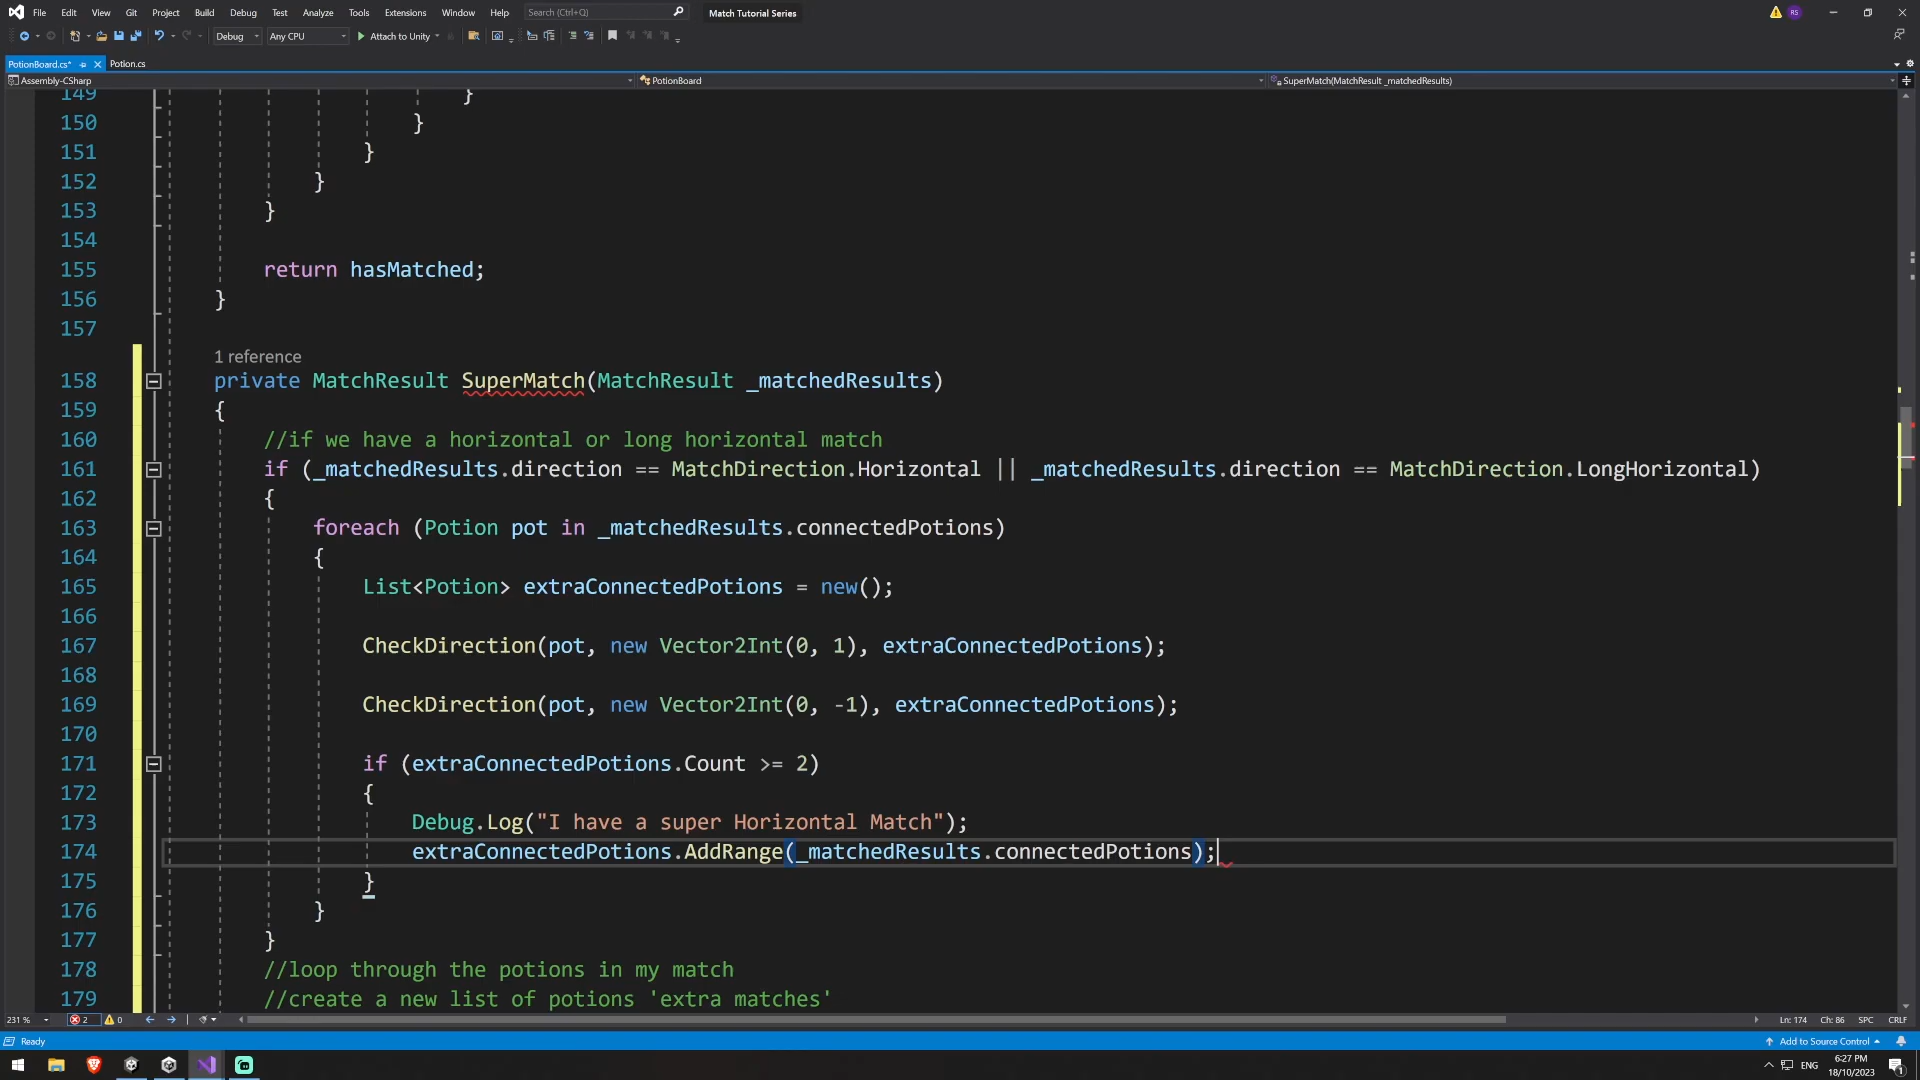 File Edit View Git Project Build Debug Test Analyze Tools Extensions Window Help Search (Ctrl+Q) Match Tutorial Series RS
Debug Any CPU Attach to Unity
PotionBoard.cs* Potion.cs
Assembly-CSharp PotionBoard SuperMatch(MatchResult _matchedResults)
149 }
150 }
151 }
152 }
153 }
154
155 return hasMatched;
156 }
157
1 reference
158 private MatchResult SuperMatch(MatchResult _matchedResults)
159 {
160 //if we have a horizontal or long horizontal match
161 if (_matchedResults.direction == MatchDirection.Horizontal || _matchedResults.direction == MatchDirection.LongHorizontal)
162 {
163 foreach (Potion pot in _matchedResults.connectedPotions)
164 {
165 List<Potion> extraConnectedPotions = new();
166
167 CheckDirection(pot, new Vector2Int(0, 1), extraConnectedPotions);
168
169 CheckDirection(pot, new Vector2Int(0, -1), extraConnectedPotions);
170
171 if (extraConnectedPotions.Count >= 2)
172 {
173 Debug.Log("I have a super Horizontal Match");
174 extraConnectedPotions.AddRange(_matchedResults.connectedPotions);
175 }
176 }
177 }
178 //loop through the potions in my match
179 //create a new list of potions 'extra matches'
231 % 2 0 Ln: 174 Ch: 86 SPC CRLF
Ready Add to Source Control
ENG 6:27 PM
18/10/2023 1